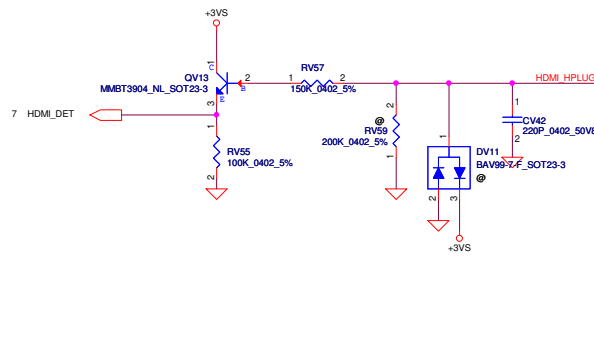 +3VS
1
C
QV13
2
B
MMBT3904_NL_SOT23-3
E
3
RV57
1
2
150K_0402_5%
HDMI_HPLUG
7 HDMI_DET
1
RV55
100K_0402_5%
2
2
@
RV59
200K_0402_5%
1
1
CV42
220P_0402_50V8
2
1
DV11
BAV99-7-F_SOT23-3
@
2
3
+3VS